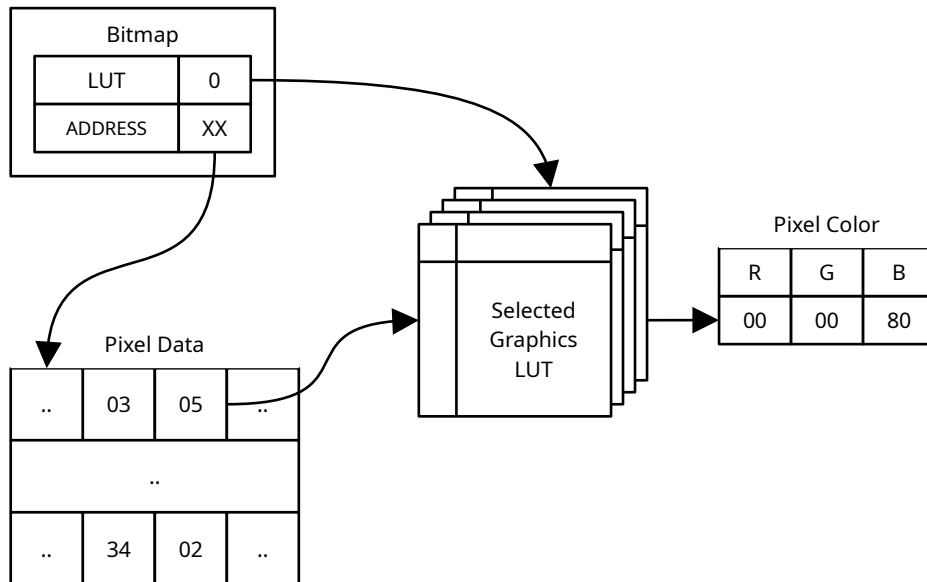 Bitmap
LUT 0
ADDRESS XX
Pixel Color
R G B
00 00 80
Selected
Graphics
LUT
Pixel Data
.. 03 05 ..
..
.. 34 02 ..